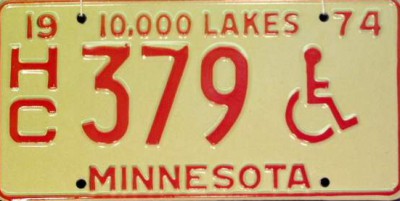 19 10,000 LAKES 74
HC 379
MINNESOTA